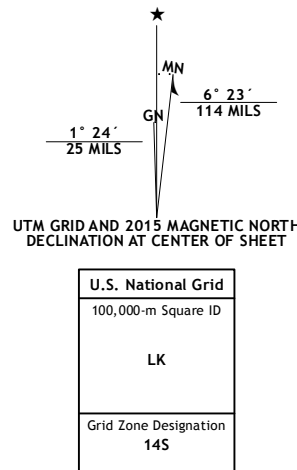 MN
GN
6° 23´
114 MILS
1° 24´
25 MILS
UTM GRID AND 2015 MAGNETIC NORTH
DECLINATION AT CENTER OF SHEET
U.S. National Grid
100,000-m Square ID
LK
Grid Zone Designation
14S